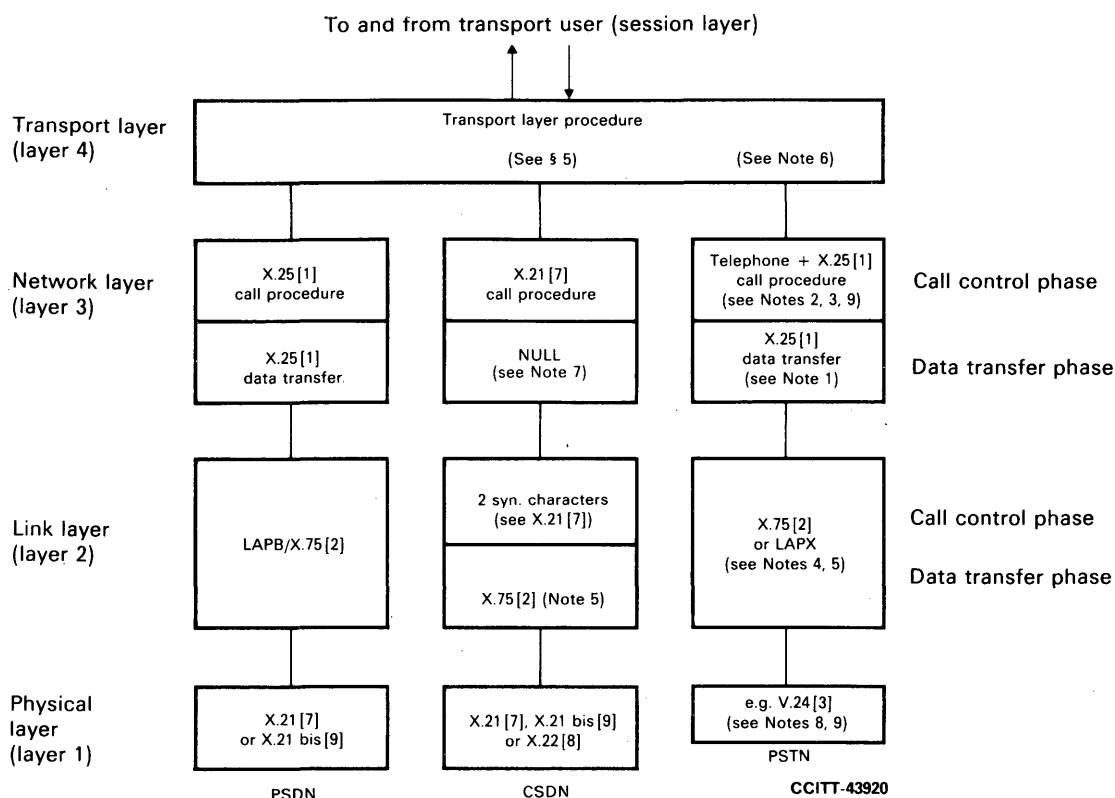 To and from transport user (session layer)
Transport layer
(layer 4)
Transport layer procedure
(See § 5)
(See Note 6)
Network layer
(layer 3)
X.25 [1]
call procedure
X.21 [7]
call procedure
Telephone + X.25 [1]
call procedure
(see Notes 2, 3, 9)
Call control phase
X.25 [1]
data transfer
NULL
(see Note 7)
X.25 [1]
data transfer
(see Note 1)
Data transfer phase
Link layer
(layer 2)
LAPB/X.75 [2]
2 syn. characters
(see X.21 [7])
X.75 [2] (Note 5)
X.75 [2]
or LAPX
(see Notes 4, 5)
Call control phase
Data transfer phase
Physical
layer
(layer 1)
X.21 [7]
or X.21 bis [9]
X.21 [7], X.21 bis [9]
or X.22 [8]
e.g. V.24 [3]
(see Notes 8, 9)
PSDN
CSDN
PSTN
CCITT-43920